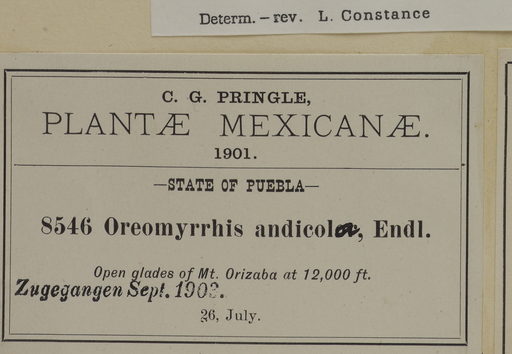 Determ. – rev. L. Constance
C. G. PRINGLE,
PLANTÆ MEXICANÆ.
1901.
—STATE OF PUEBLA—
8546 Oreomyrrhis andicola, Endl.
Open glades of Mt. Orizaba at 12,000 ft.
Zugegangen Sept. 1903.
26, July.